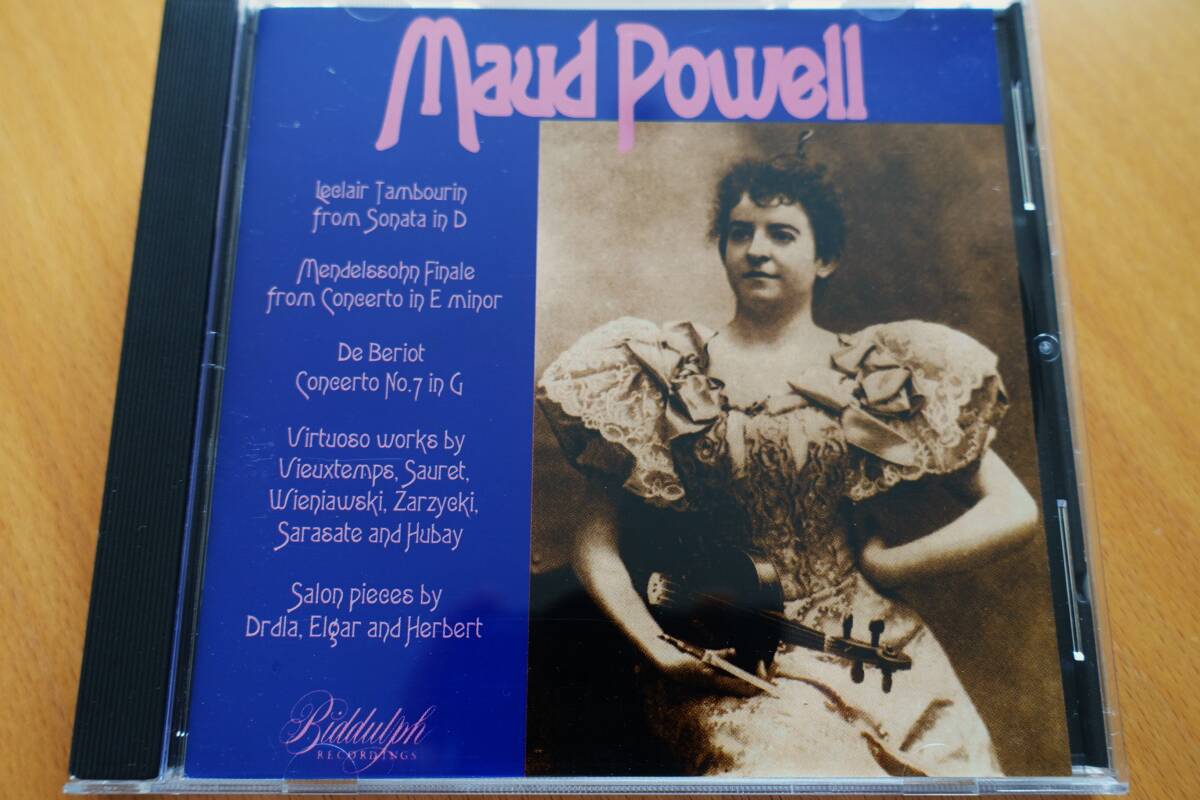 Maud Powell
Leclair Tambourin
from Sonata in D
Mendelssohn Finale
from Concerto in E minor
De Beriot
Concerto No.7 in G
Virtuoso works by
Vieuxtemps, Sauret,
Wieniawski, Zarzycki,
Sarasate and Hubay
Salon pieces by
Drdla, Elgar and Herbert
Biddulph
RECORDINGS